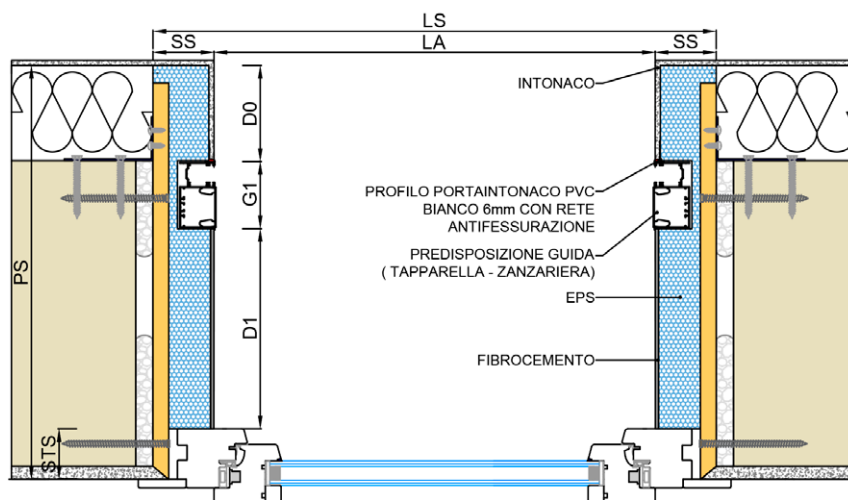 LS
SS
LA
SS
INTONACO
D0
G1
PROFILO PORTAINTONACO PVC
BIANCO 6mm CON RETE
ANTIFESSURAZIONE
PREDISPOSIZIONE GUIDA
( TAPPARELLA - ZANZARIERA)
PS
EPS
D1
FIBROCEMENTO
STS